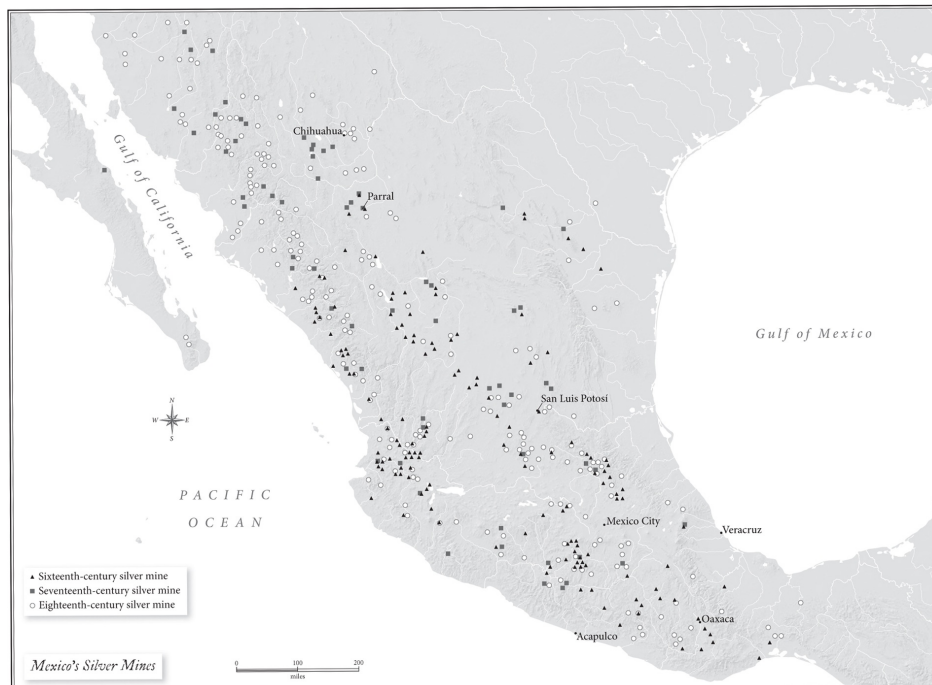 Chihuahua
Parral
Gulf of California
Gulf of Mexico
San Luis Potosí
N
W
E
S
PACIFIC
OCEAN
Mexico City
Veracruz
Sixteenth-century silver mine
Seventeenth-century silver mine
Eighteenth-century silver mine
Oaxaca
Acapulco
Mexico's Silver Mines
0 100 200
miles